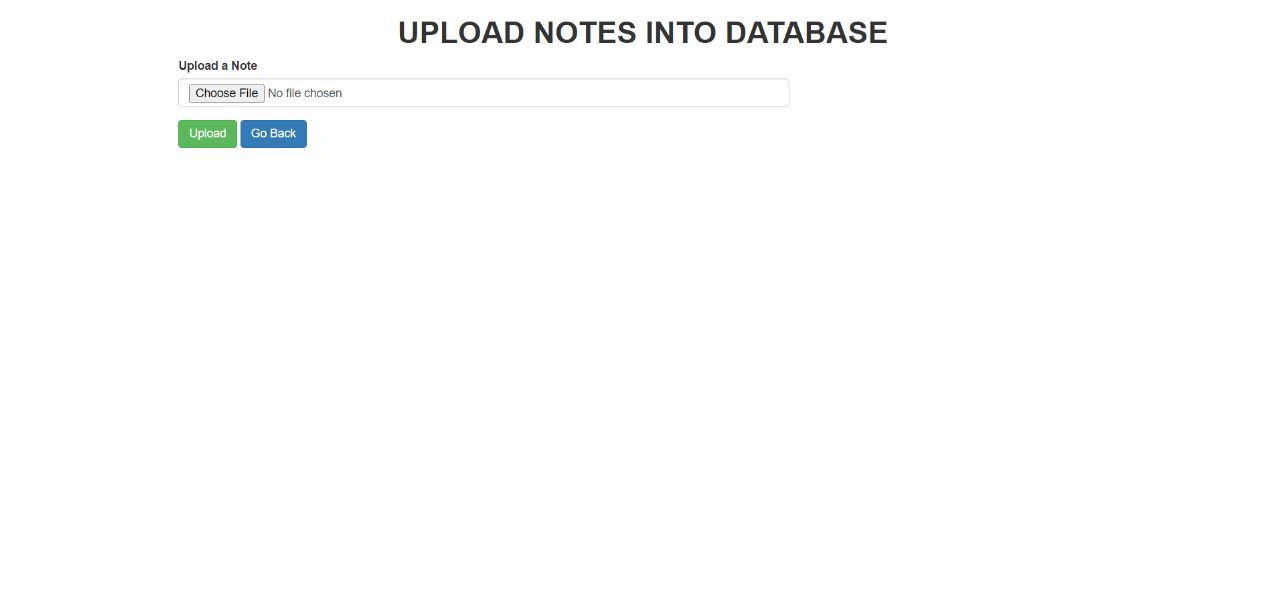 UPLOAD NOTES INTO DATABASE
Upload a Note
Choose File No file chosen
Upload Go Back